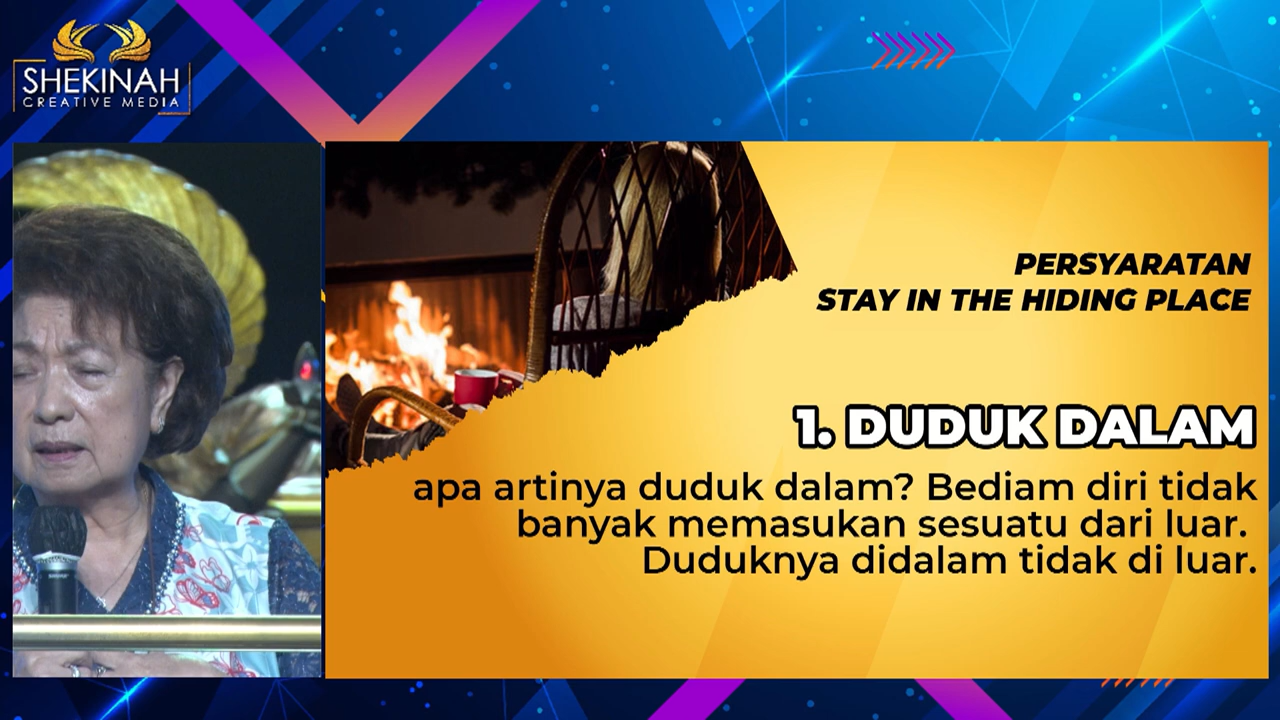 SHEKINAH
CREATIVE MEDIA
PERSYARATAN
STAY IN THE HIDING PLACE
1. DUDUK DALAM
apa artinya duduk dalam? Bediam diri tidak
banyak memasukan sesuatu dari luar.
Duduknya didalam tidak di luar.